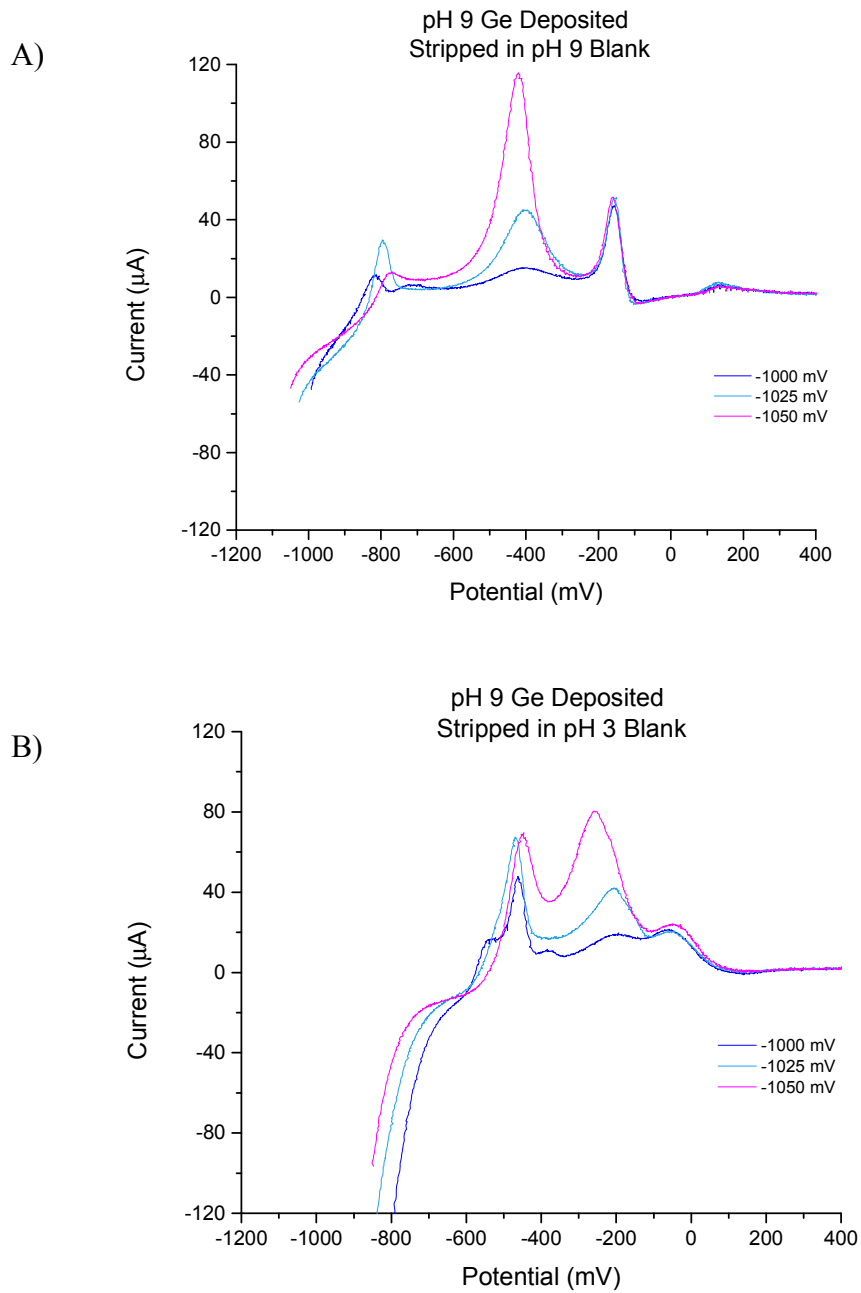 A)
pH 9 Ge Deposited
Stripped in pH 9 Blank
120
80
40
0
-40
-80
-120
Current (µA)
-1000 mV
-1025 mV
-1050 mV
-1200 -1000 -800 -600 -400 -200 0 200 400
Potential (mV)
B)
pH 9 Ge Deposited
Stripped in pH 3 Blank
120
80
40
0
-40
-80
-120
Current (µA)
-1000 mV
-1025 mV
-1050 mV
-1200 -1000 -800 -600 -400 -200 0 200 400
Potential (mV)